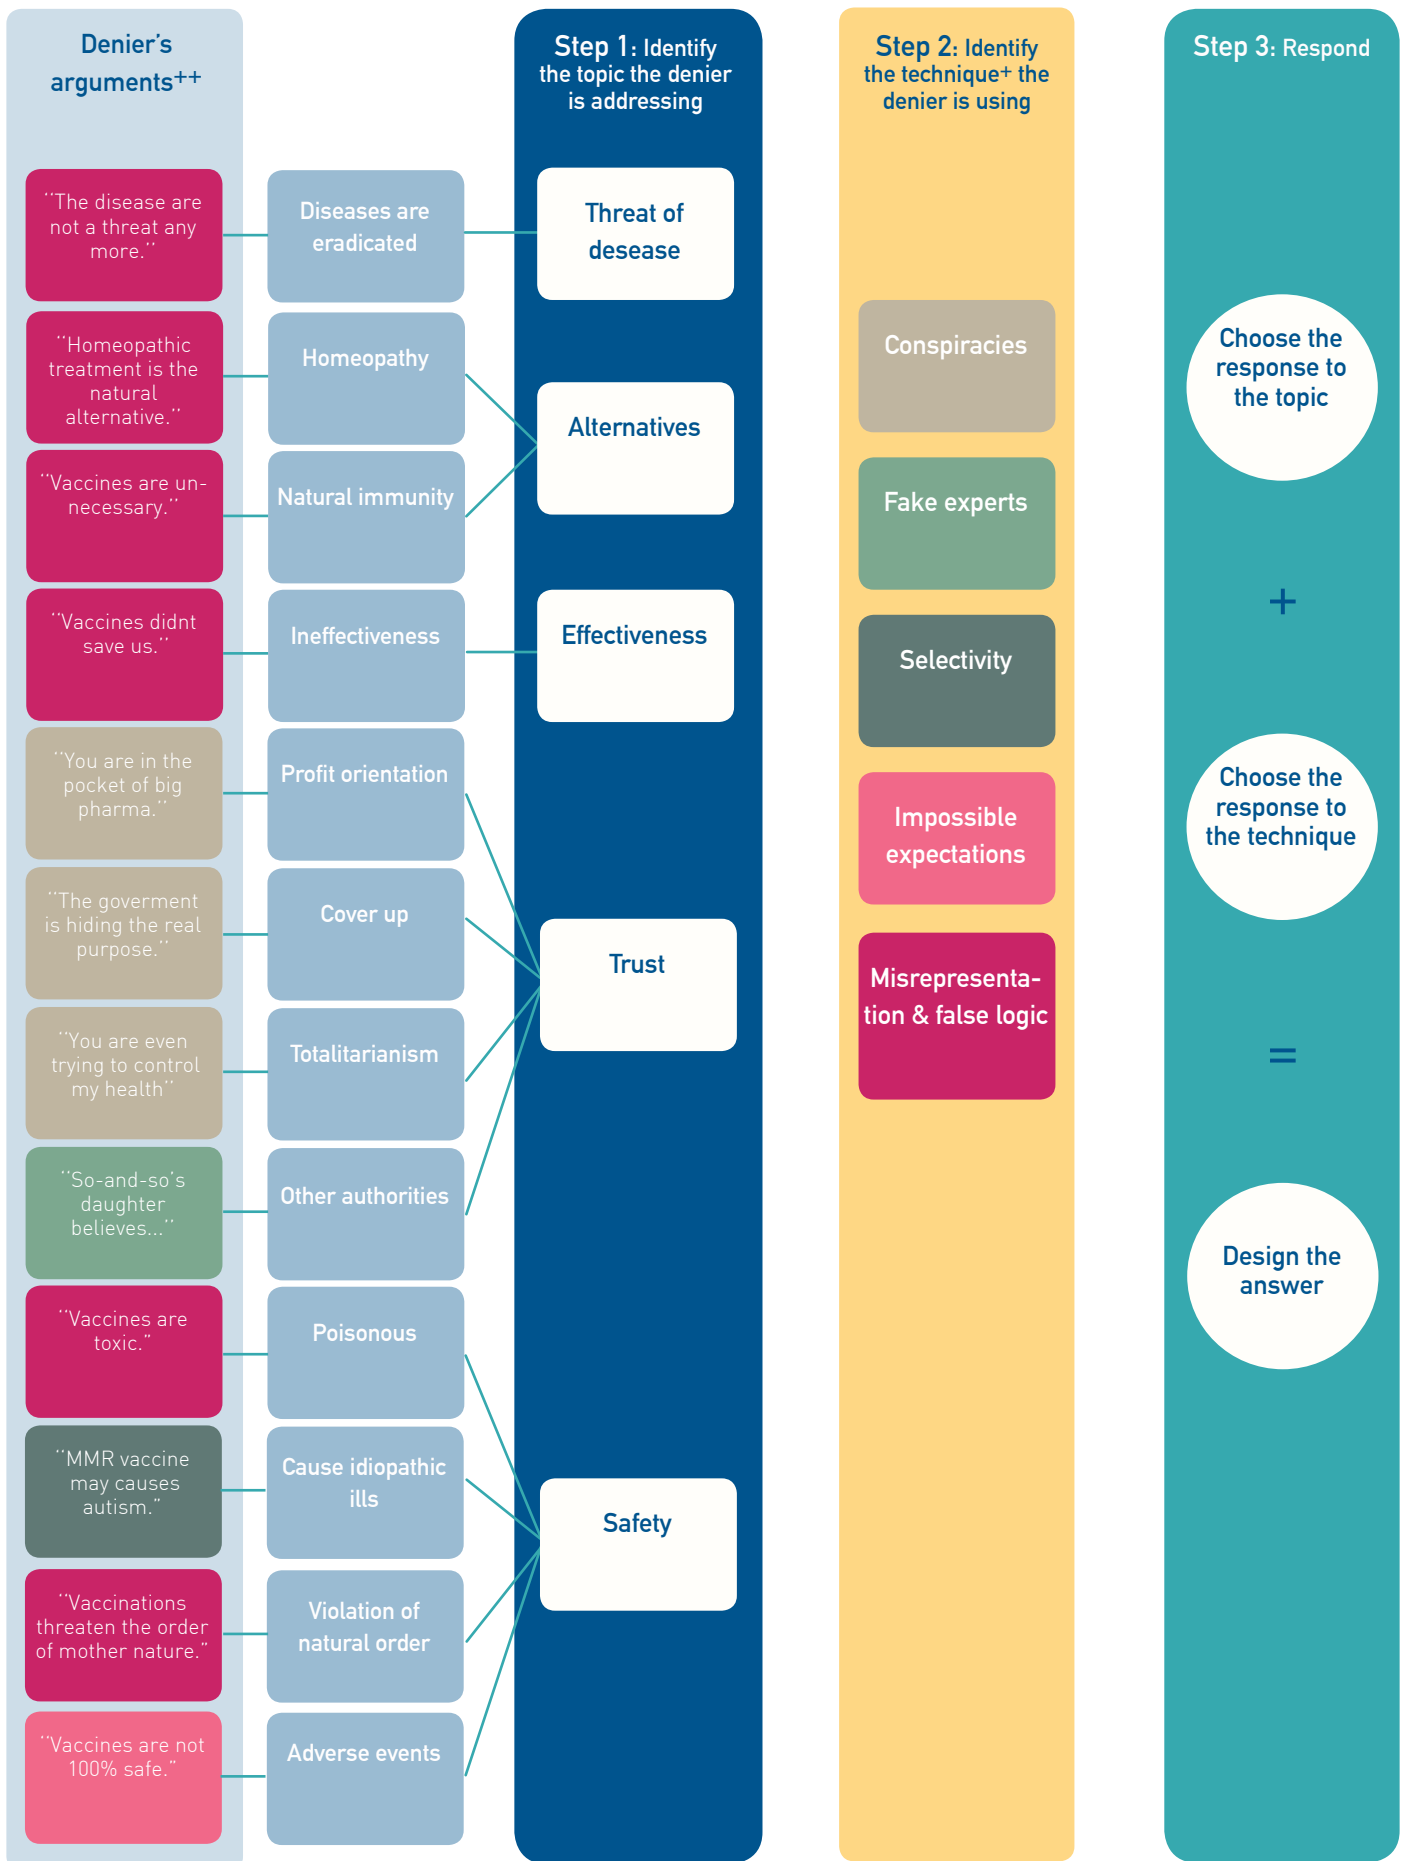 Denier's
arguments++
Step 1: Identify
the topic the denier
is addressing
Step 2: Identify
the technique+ the
denier is using
Step 3: Respond
‘‘The disease are
not a threat any
more.’’
Diseases are
eradicated
Threat of
desease
‘‘Homeopathic
treatment is the
natural
alternative.’’
Homeopathy
Alternatives
‘‘Vaccines are un-
necessary.’’
Natural immunity
‘‘Vaccines didnt
save us.’’
Ineffectiveness
Effectiveness
‘‘You are in the
pocket of big
pharma.‘‘
Profit orientation
‘‘The goverment
is hiding the real
purpose.‘‘
Cover up
Trust
‘‘You are even
trying to control
my health’’
Totalitarianism
‘‘So-and-so’s
daughter
believes...’’
Other authorities
‘‘Vaccines are
toxic.”
Poisonous
‘‘MMR vaccine
may causes
autism.”
Cause idiopathic
ills
Safety
‘‘Vaccinations
threaten the order
of mother nature.”
Violation of
natural order
‘‘Vaccines are not
100% safe.”
Adverse events
Conspiracies
Fake experts
Selectivity
Impossible
expectations
Misrepresenta-
tion & false logic
Choose the
response to
the topic
+
Choose the
response to
the technique
=
Design the
answer